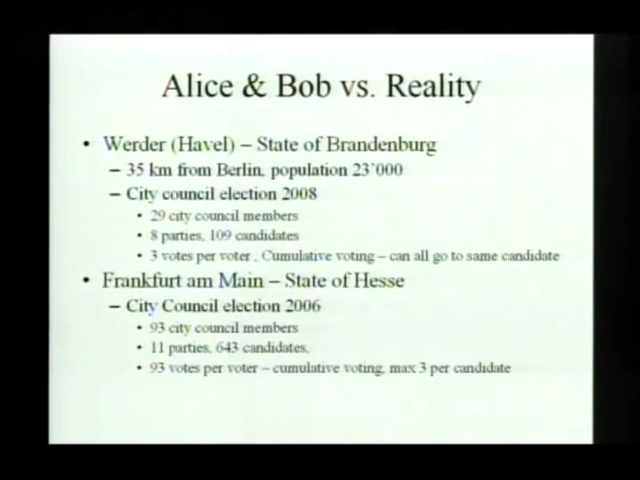 Alice & Bob vs. Reality
• Werder (Havel) – State of Brandenburg
– 35 km from Berlin, population 23'000
– City council election 2008
• 29 city council members
• 8 parties, 109 candidates
• 3 votes per voter , Cumulative voting – can all go to same candidate
• Frankfurt am Main – State of Hesse
– City Council election 2006
• 93 city council members
• 11 parties, 643 candidates,
• 93 votes per voter – cumulative voting, max 3 per candidate